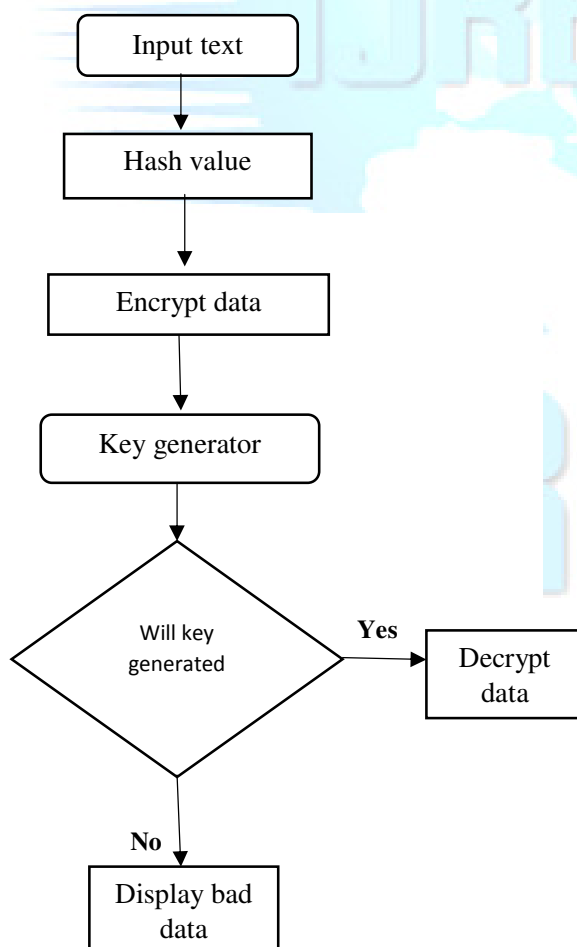 Input text
Hash value
Encrypt data
Key generator
Will key
generated
Yes
Decrypt
data
No
Display bad
data